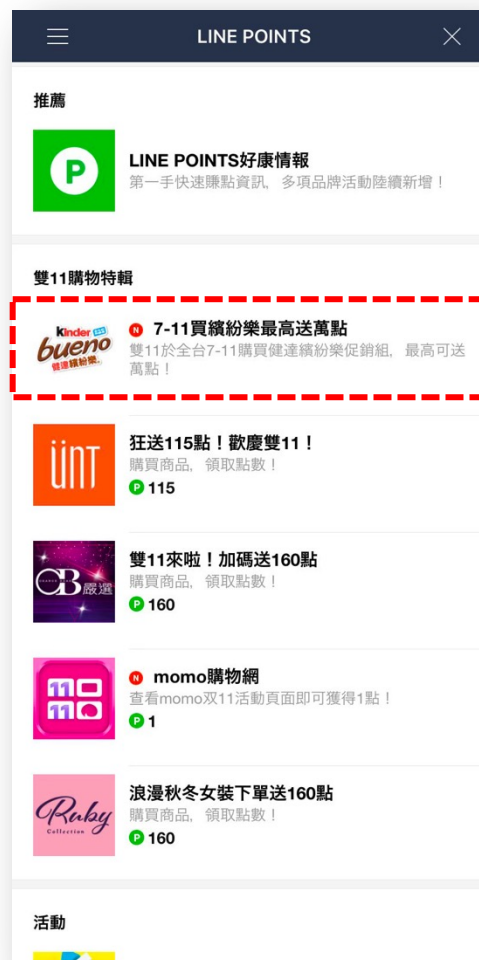 LINE POINTS
推薦
P
LINE POINTS好康情報
第一手快速賺點資訊，多項品牌活動陸續新增！
雙11購物特輯
Kinder
bueno
健達繽紛樂
N 7-11買繽紛樂最高送萬點
雙11於全台7-11購買健達繽紛樂促銷組，最高可送
萬點！
ünT
狂送115點！歡慶雙11！
購買商品，領取點數！
P 115
CB嚴選
雙11來啦！加碼送160點
購買商品，領取點數！
P 160
11
11
N momo購物網
查看momo双11活動頁面即可獲得1點！
P 1
Ruby
Collection
浪漫秋冬女裝下單送160點
購買商品，領取點數！
P 160
活動